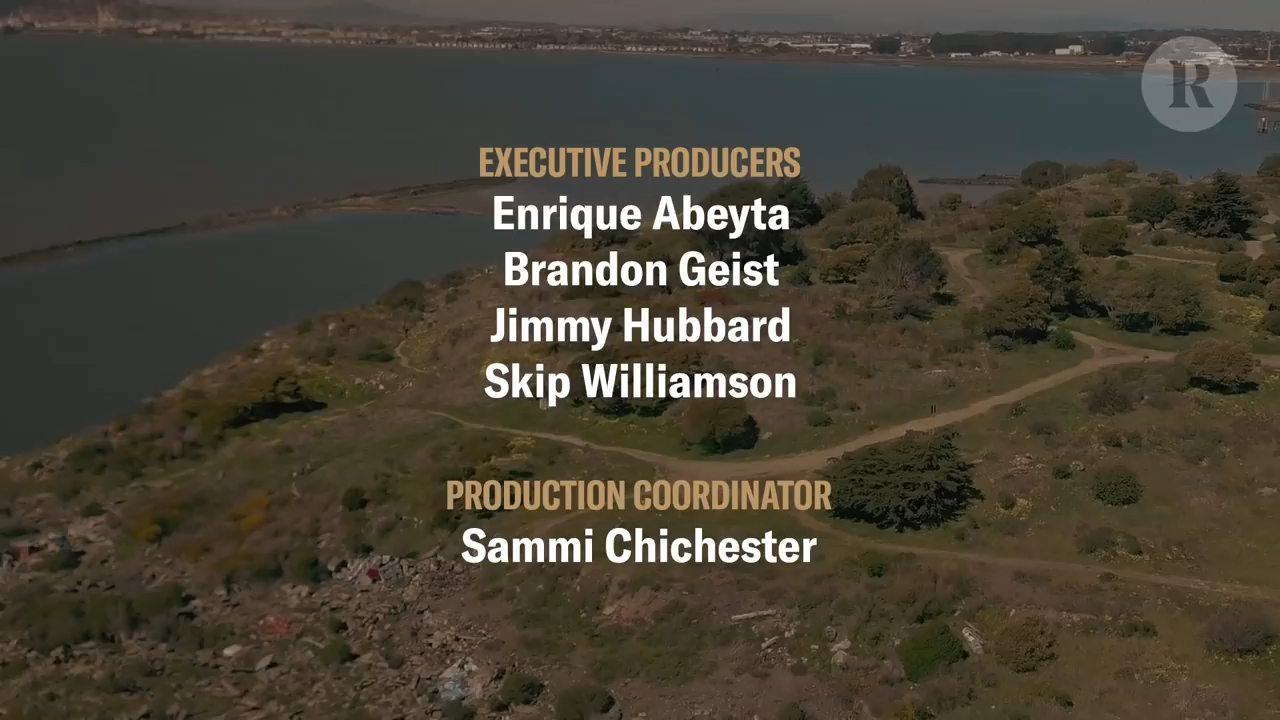 R
EXECUTIVE PRODUCERS
Enrique Abeyta
Brandon Geist
Jimmy Hubbard
Skip Williamson
PRODUCTION COORDINATOR
Sammi Chichester